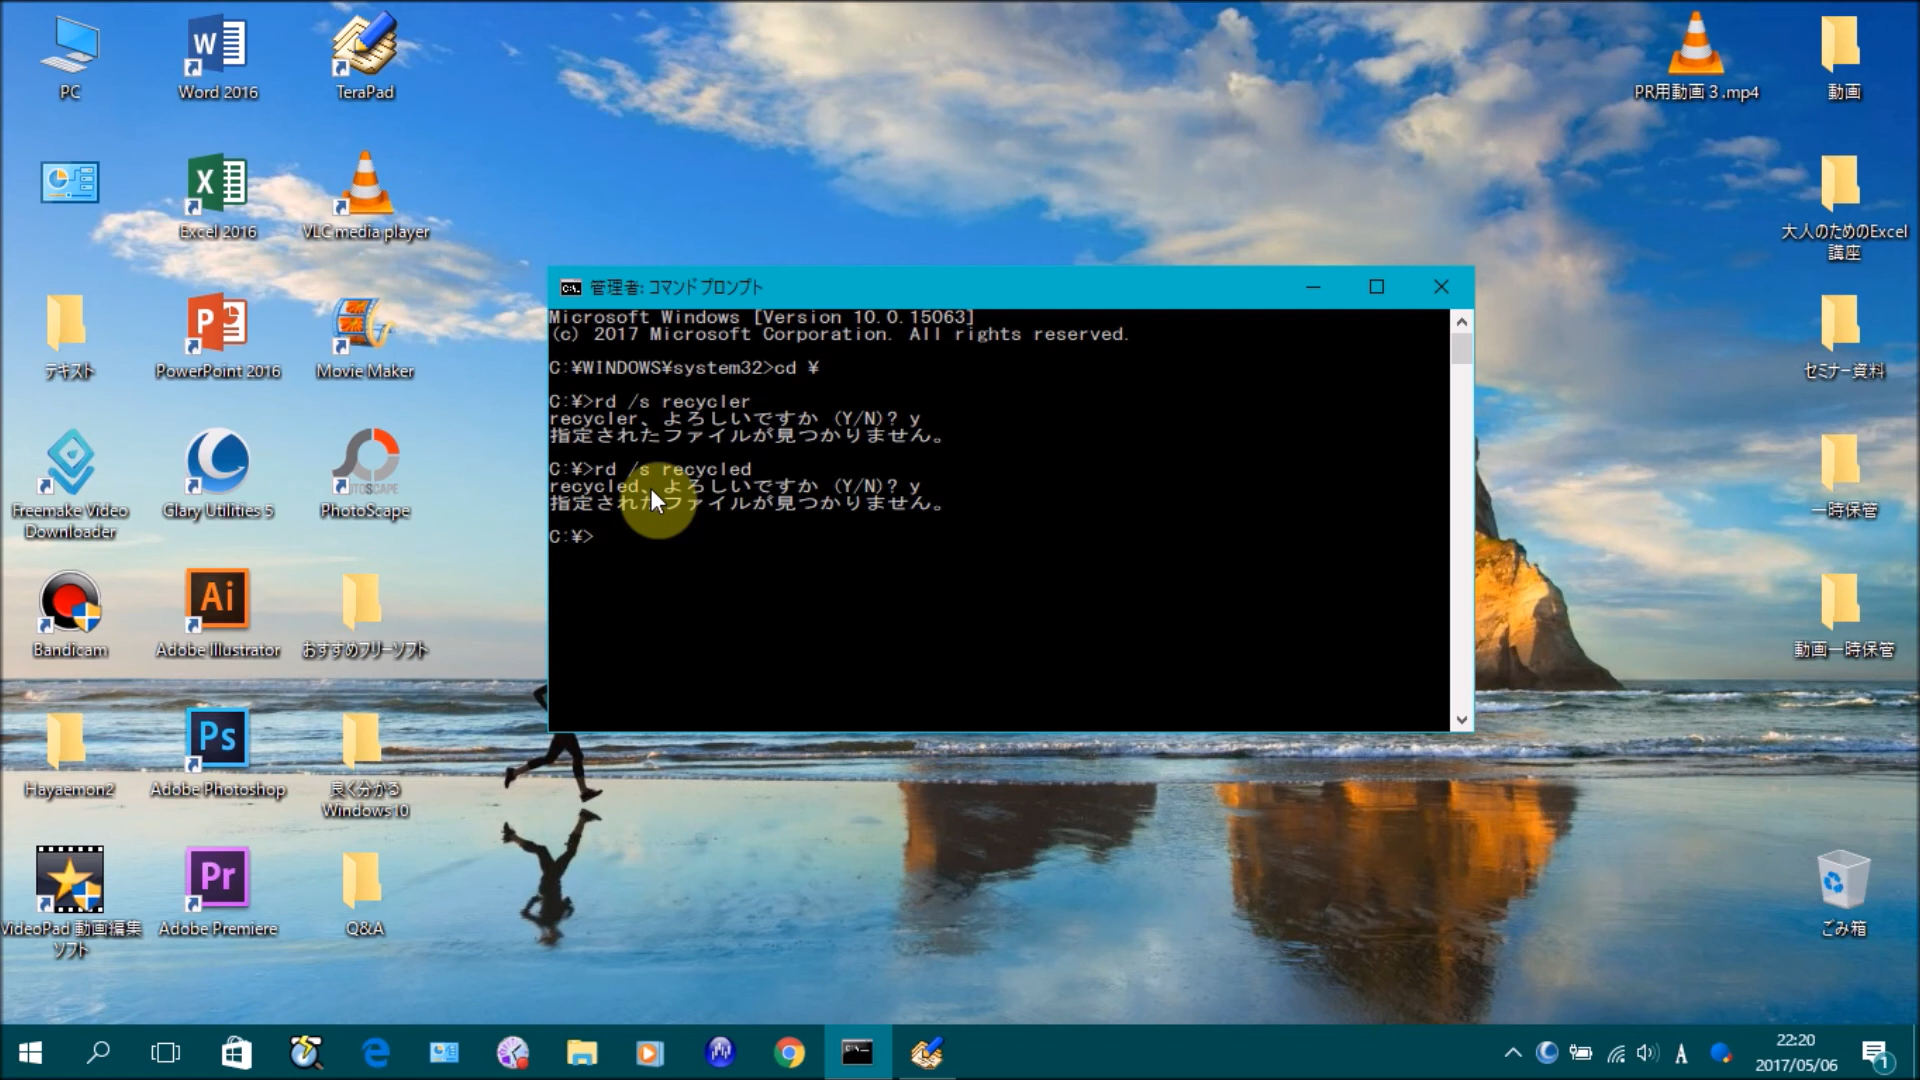 PC
Word 2016
TeraPad
Excel 2016
VLC media player
テキスト
PowerPoint 2016
Movie Maker
Freemake Video
Downloader
Glary Utilities 5
PhotoScape
Bandicam
Adobe Illustrator
おすすめフリーソフト
Hayaemon2
Adobe Photoshop
良く分かる
Windows10
VideoPad 動画編集
ソフト
Adobe Premiere
Q&A
管理者: コマンド プロンプト
Microsoft Windows [Version 10.0.15063]
(c) 2017 Microsoft Corporation. All rights reserved.
C:¥WINDOWS¥system32>cd ¥
C:¥>rd /s recycler
recycler、よろしいですか (Y/N)? y
指定されたファイルが見つかりません。
C:¥>rd /s recycled
recycled、よろしいですか (Y/N)? y
指定されたファイルが見つかりません。
C:¥>
PR用動画３.mp4
動画
大人のためのExcel
講座
セミナー資料
一時保管
動画一時保管
ごみ箱
A
22:20
2017/05/06
1